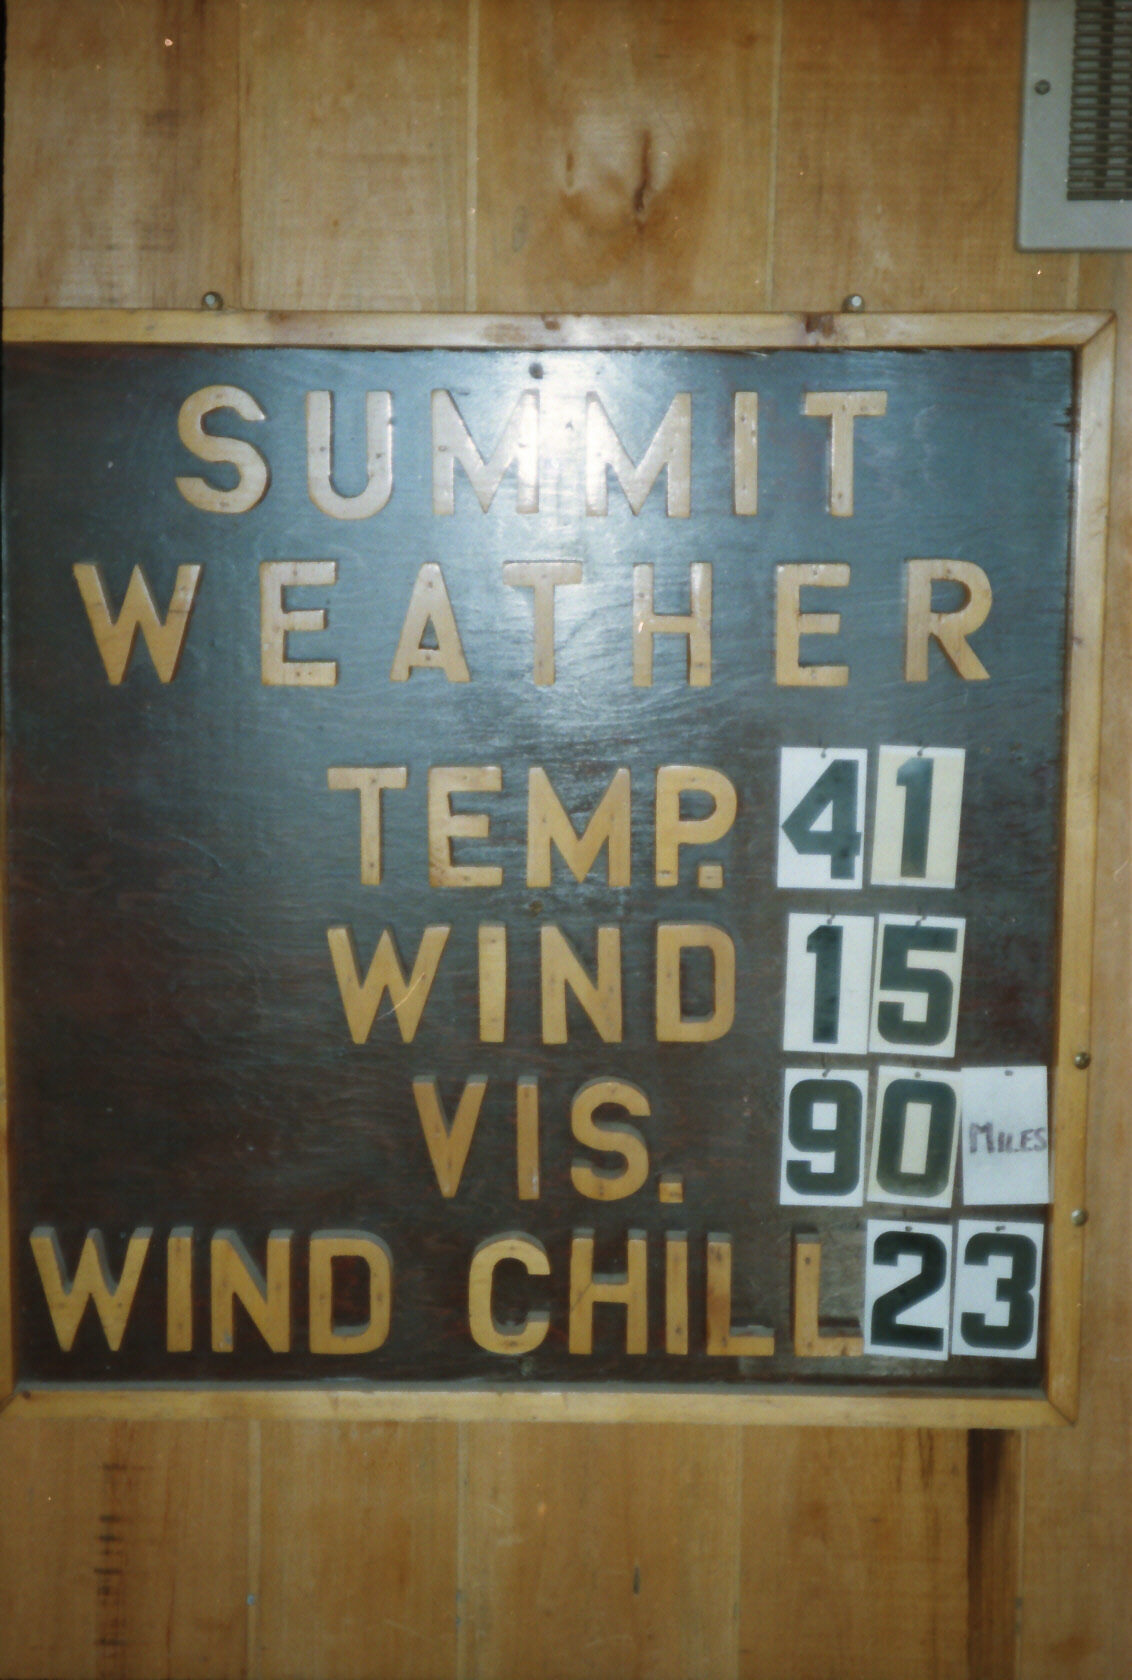 SUMMIT
WEATHER
TEMP. 41
WIND 15
VIS. 90 MILES
WIND CHILL 23